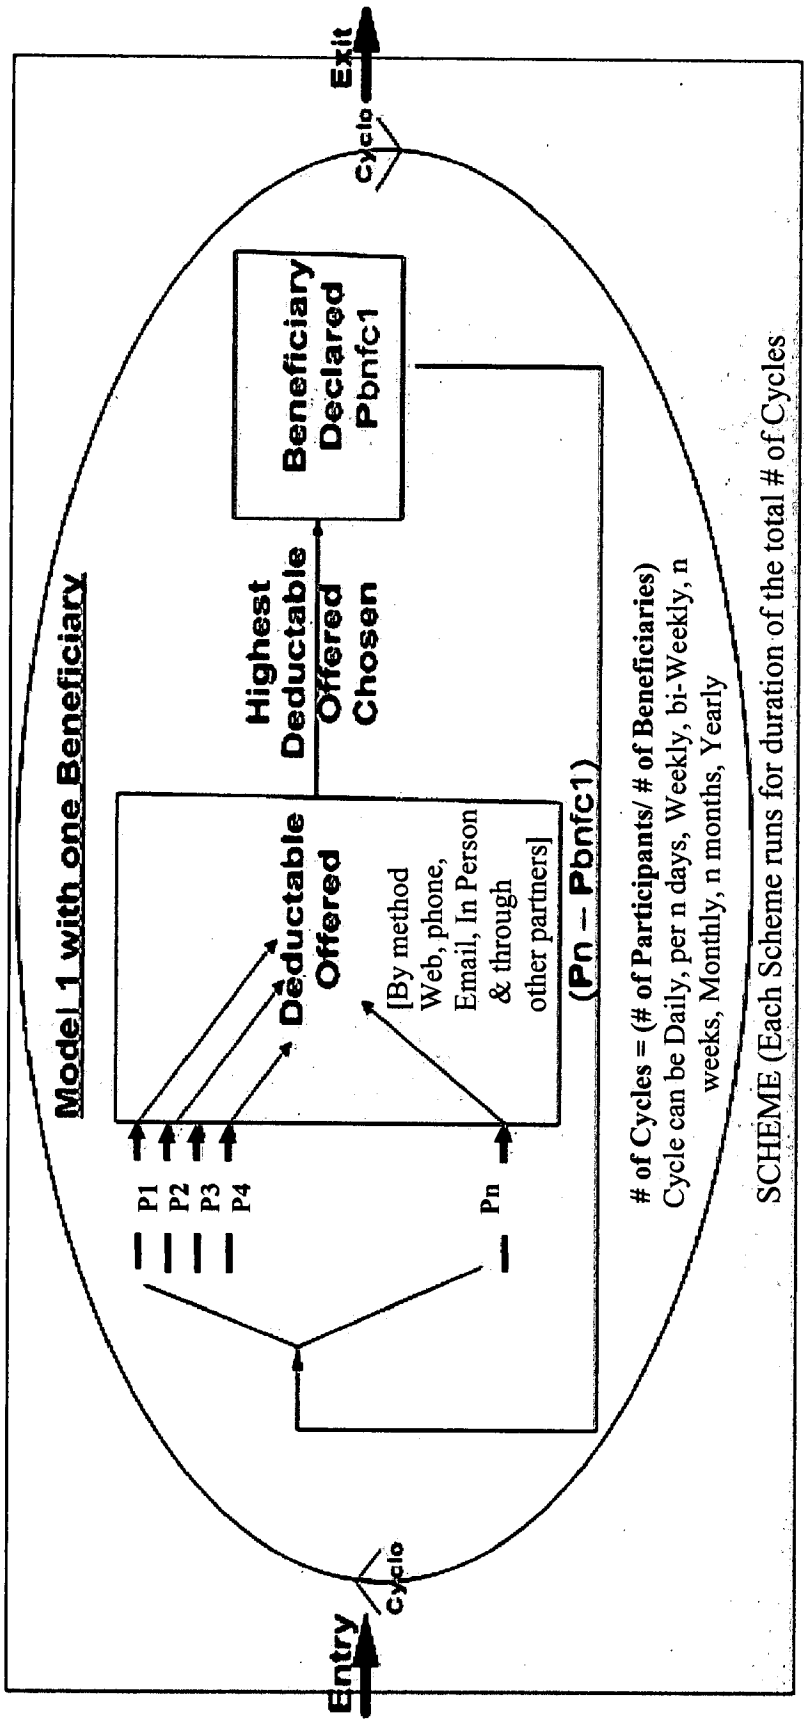 Model 1 with one Beneficiary
Entry
Cyclo
P1
P2
P3
P4
Pn
Deductable
Offered
[By method
Web, phone,
Email, In Person
& through
other partners]
Highest
Deductable
Offered
Chosen
Beneficiary
Declared
Pbnfc1
Cyclo
Exit
(Pn – Pbnfc1)
# of Cycles = (# of Participants/ # of Beneficiaries)
Cycle can be Daily, per n days, Weekly, bi-Weekly, n
weeks, Monthly, n months, Yearly
SCHEME (Each Scheme runs for duration of the total # of Cycles